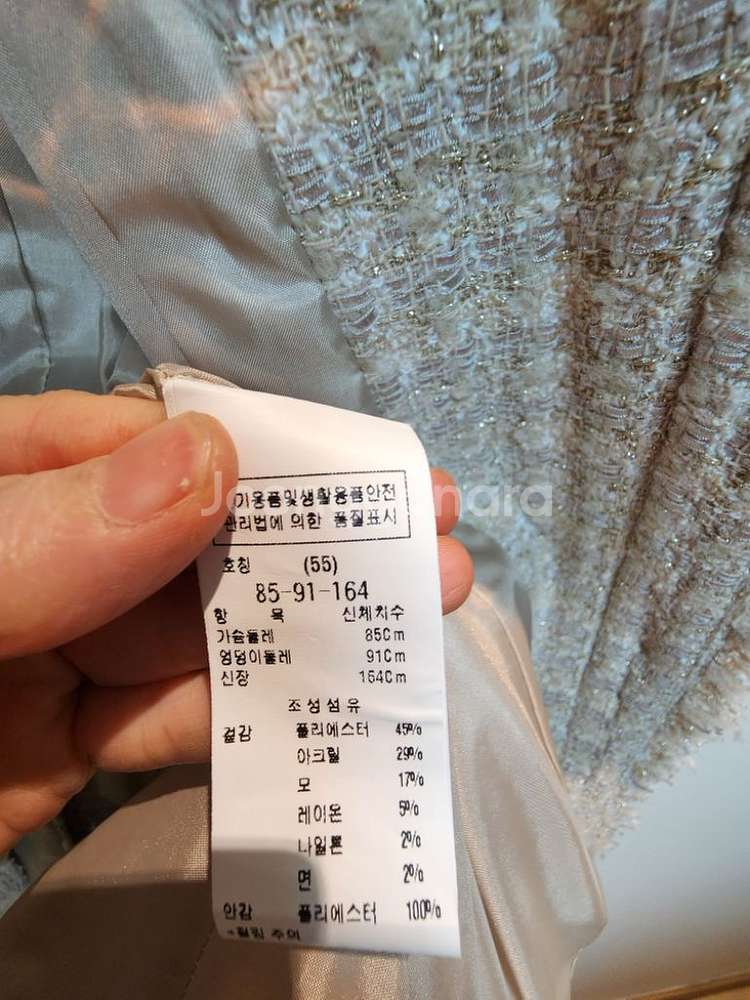 기용품및생활용품안전
관리법에 의한 품질표시
호칭 (55)
85-91-164
항 목 신체치수
가슴둘레 85Cm
엉덩이둘레 91Cm
신장 164Cm
조성섬유
겉감 폴리에스터 45%
아크릴 29%
모 17%
레이온 5%
나일론 2%
면 2%
안감 폴리에스터 100%
주의